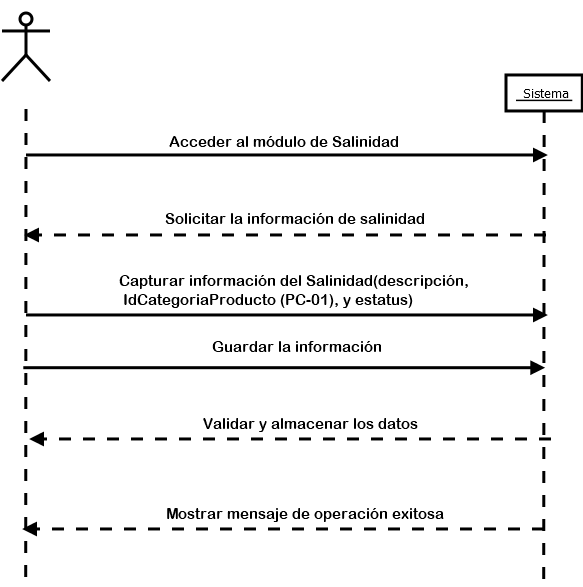 Sistema
Acceder al módulo de Salinidad
Solicitar la información de salinidad
Capturar información del Salinidad(descripción,
IdCategoriaProducto (PC-01), y estatus)
Guardar la información
Validar y almacenar los datos
Mostrar mensaje de operación exitosa